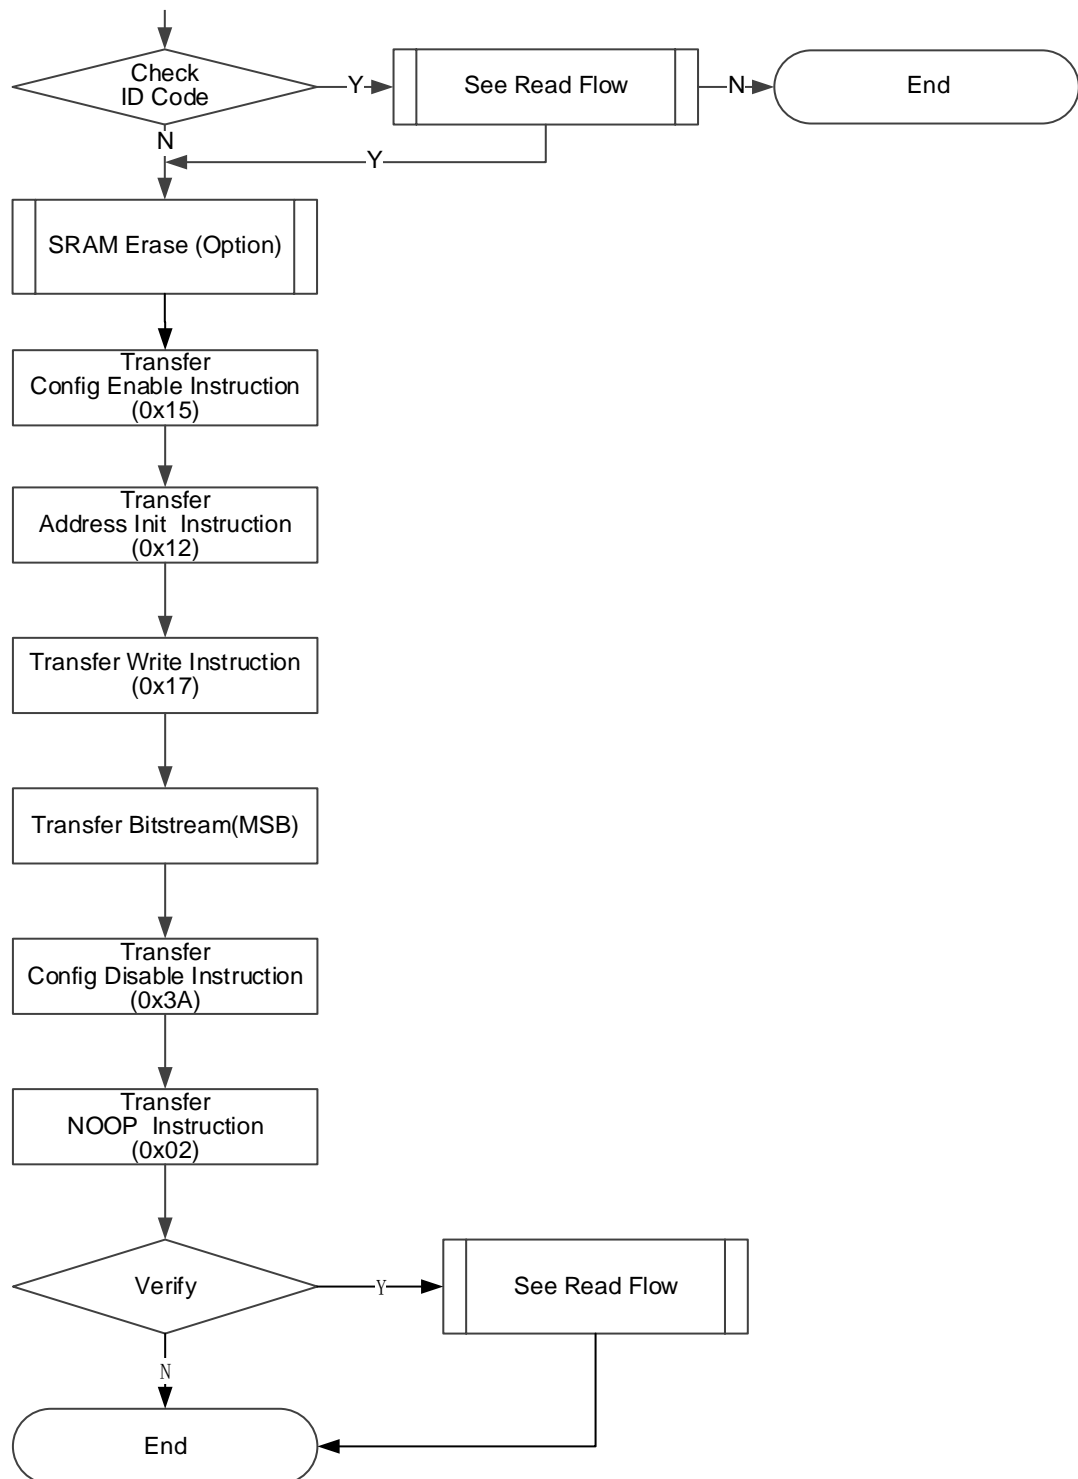 Check
ID Code
Y
See Read Flow
N
End
N
Y
SRAM Erase (Option)
Transfer
Config Enable Instruction
(0x15)
Transfer
Address Init  Instruction
(0x12)
Transfer Write Instruction
(0x17)
Transfer Bitstream(MSB)
Transfer
Config Disable Instruction
(0x3A)
Transfer
NOOP  Instruction
(0x02)
Verify
Y
See Read Flow
N
End